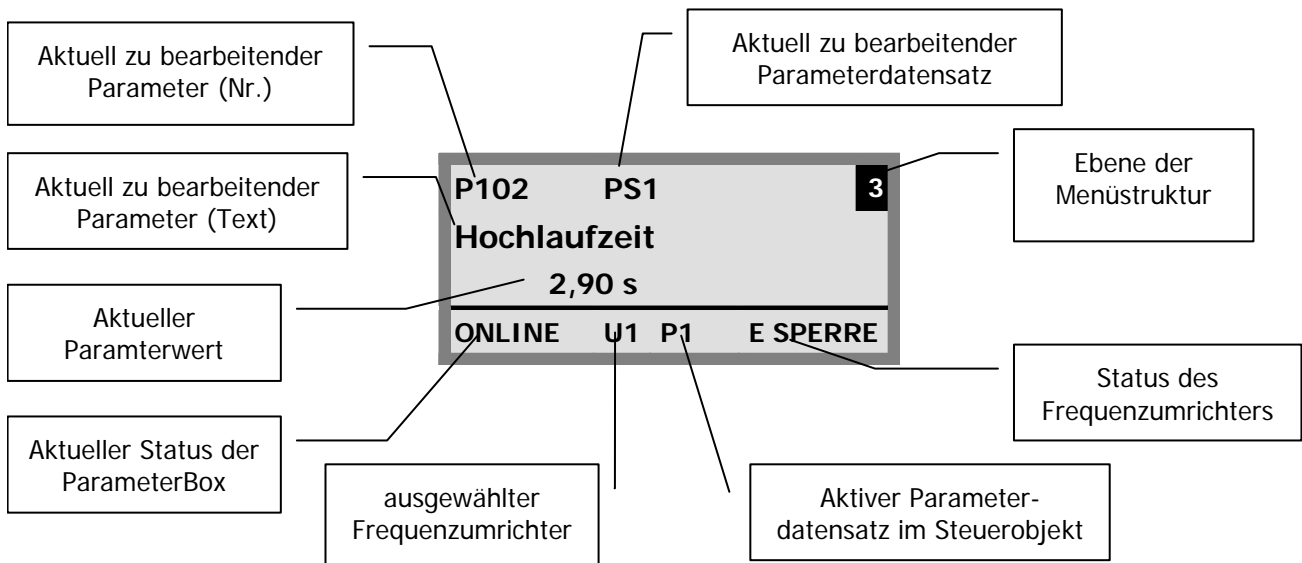 Aktuell zu bearbeitender
Parameter (Nr.)
Aktuell zu bearbeitender
Parameterdatensatz
Aktuell zu bearbeitender
Parameter (Text)
Ebene der
Menüstruktur
P102 PS1 3
Hochlaufzeit
2,90 s
ONLINE U1 P1 E SPERRE
Aktueller
Paramterwert
Status des
Frequenzumrichters
Aktueller Status der
ParameterBox
ausgewählter
Frequenzumrichter
Aktiver Parameter-
datensatz im Steuerobjekt